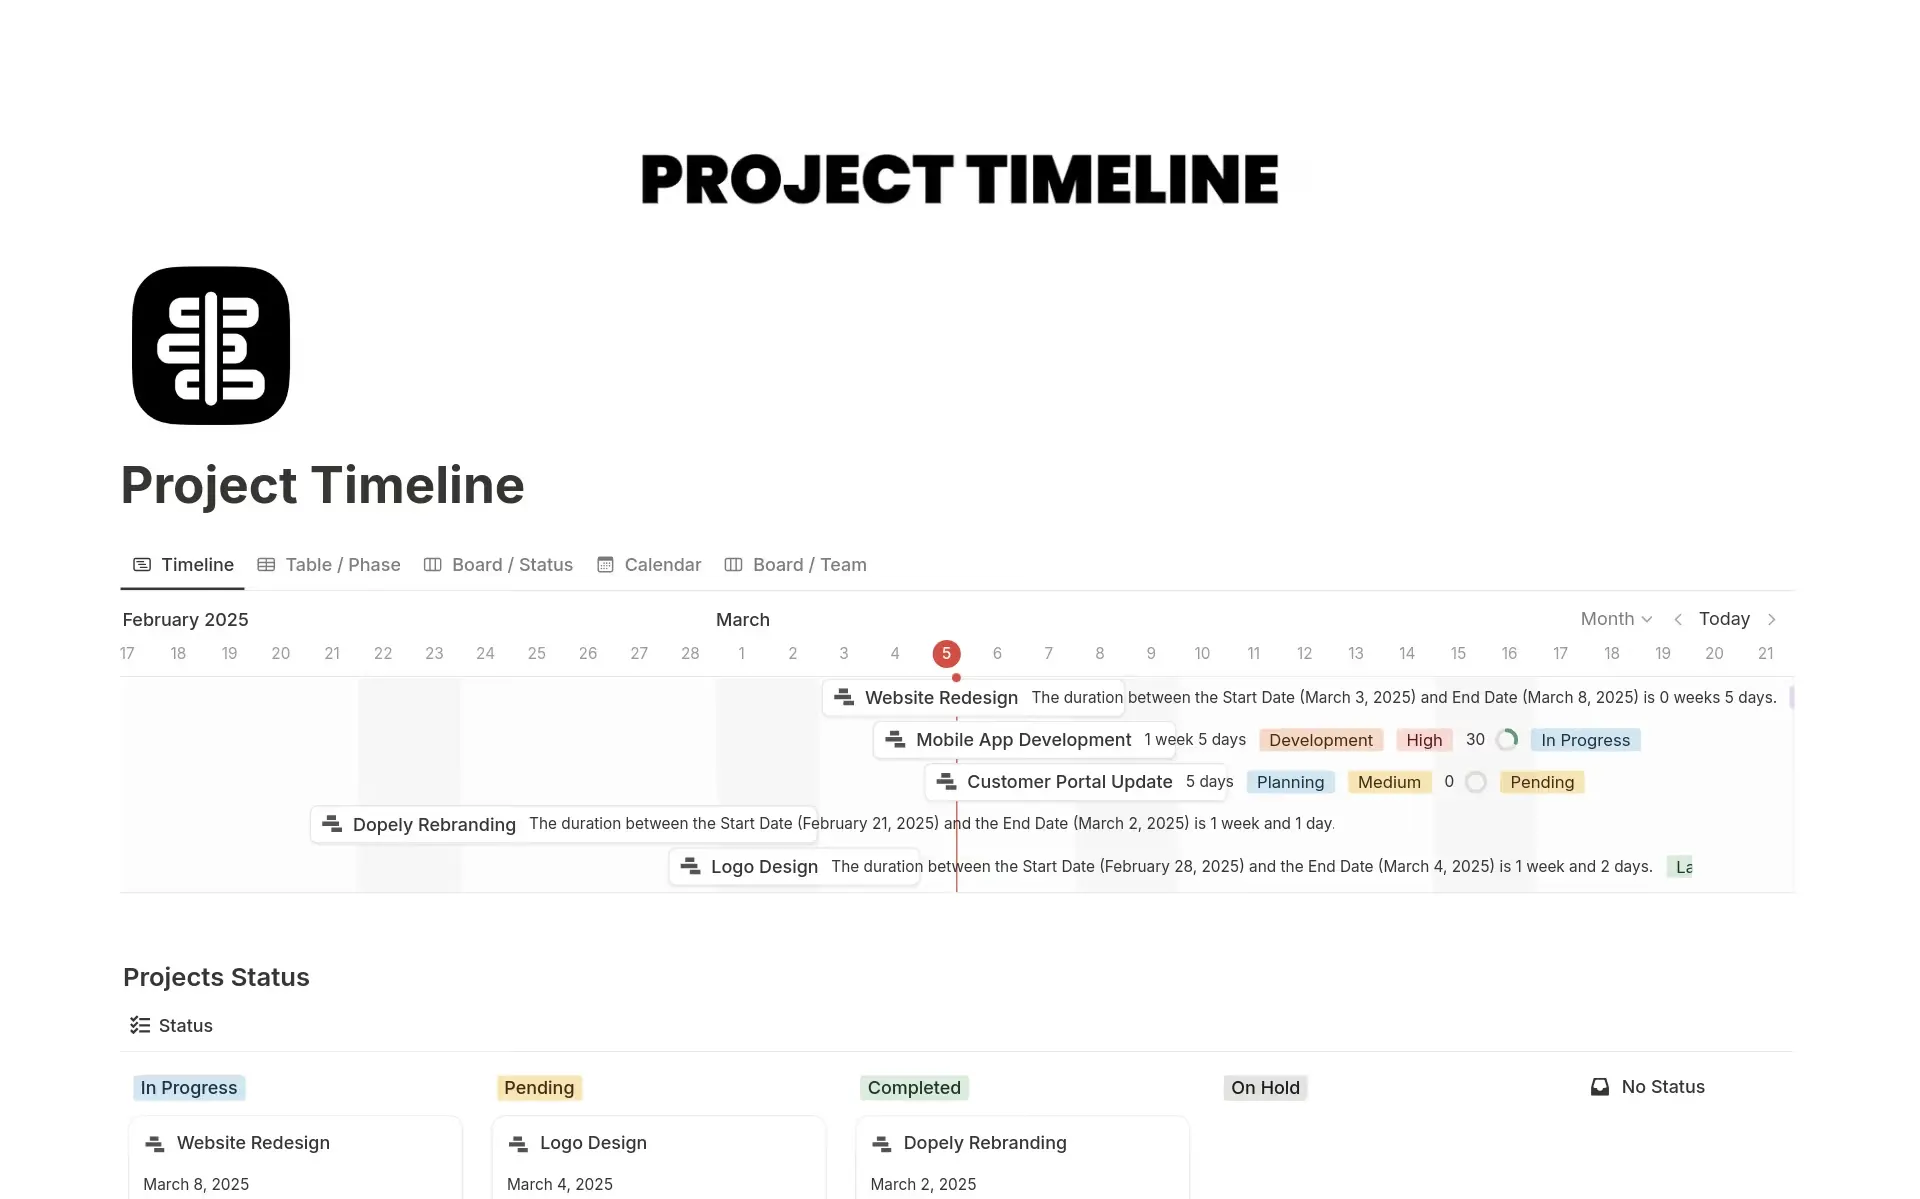 PROJECT TIMELINE
Project Timeline
Timeline Table / Phase Board / Status Calendar Board / Team
February 2025 March Month Today
17 18 19 20 21 22 23 24 25 26 27 28 1 2 3 4 5 6 7 8 9 10 11 12 13 14 15 16 17 18 19 20 21
Website Redesign The duration between the Start Date (March 3, 2025) and End Date (March 8, 2025) is 0 weeks 5 days.
Mobile App Development 1 week 5 days Development High 30 In Progress
Customer Portal Update 5 days Planning Medium 0 Pending
Dopely Rebranding The duration between the Start Date (February 21, 2025) and the End Date (March 2, 2025) is 1 week and 1 day.
Logo Design The duration between the Start Date (February 28, 2025) and the End Date (March 4, 2025) is 1 week and 2 days.
Projects Status
Status
In Progress Pending Completed On Hold No Status
Website Redesign Logo Design Dopely Rebranding
March 8, 2025 March 4, 2025 March 2, 2025